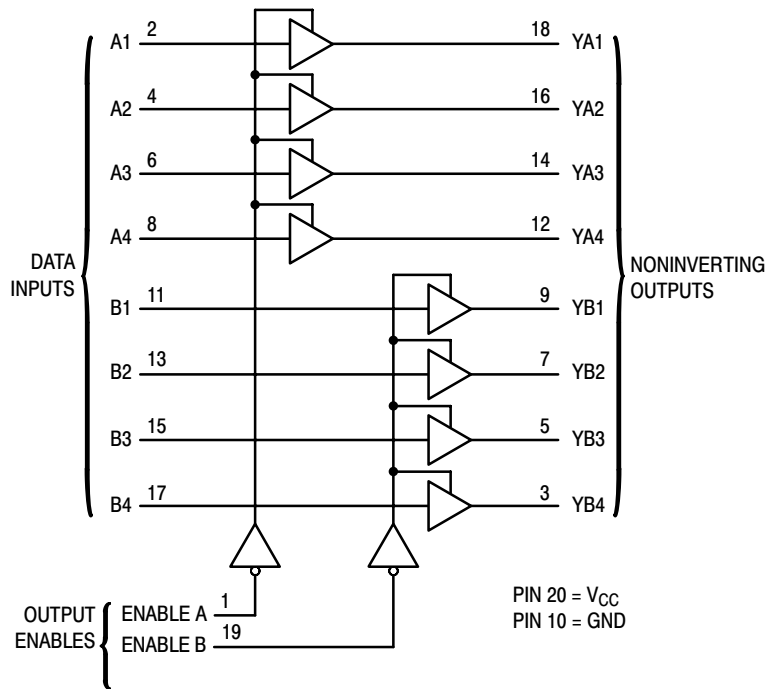 A1 2 18 YA1
A2 4 16 YA2
A3 6 14 YA3
A4 8 12 YA4
DATA
INPUTS
NONINVERTING
OUTPUTS
B1 11 9 YB1
B2 13 7 YB2
B3 15 5 YB3
B4 17 3 YB4
OUTPUT
ENABLES
ENABLE A 1
ENABLE B 19
PIN 20 = VCC
PIN 10 = GND